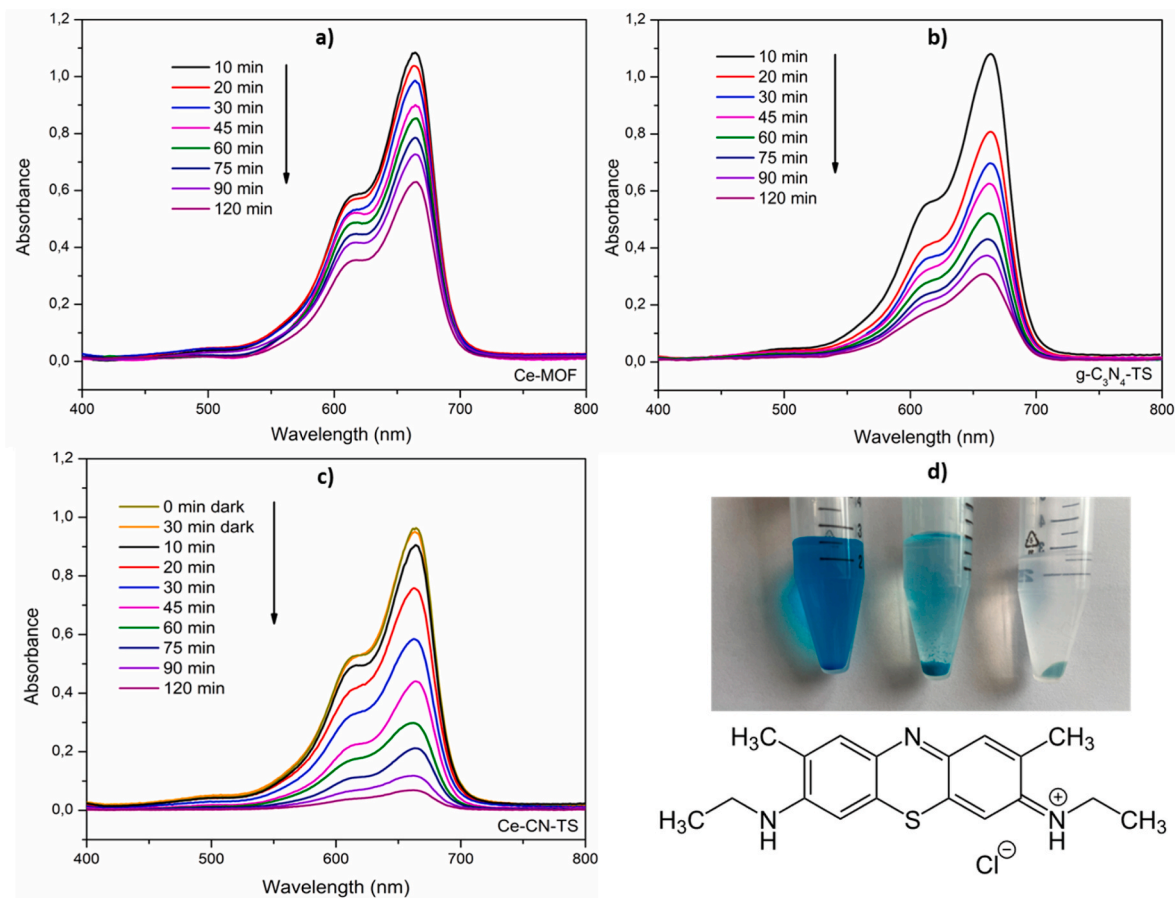 a)
1,2
1,0
0,8
0,6
0,4
0,2
0,0
Absorbance
10 min
20 min
30 min
45 min
60 min
75 min
90 min
120 min
Ce-MOF
400 500 600 700 800
Wavelength (nm)
b)
1,2
1,0
0,8
0,6
0,4
0,2
0,0
Absorbance
10 min
20 min
30 min
45 min
60 min
75 min
90 min
120 min
g-C₃N₄-TS
400 500 600 700 800
Wavelength (nm)
c)
1,2
1,0
0,8
0,6
0,4
0,2
0,0
Absorbance
0 min dark
30 min dark
10 min
20 min
30 min
45 min
60 min
75 min
90 min
120 min
Ce-CN-TS
400 500 600 700 800
Wavelength (nm)
d)
H₃C N CH₃
H₃C N H S N⊕ H CH₃
Cl⊖